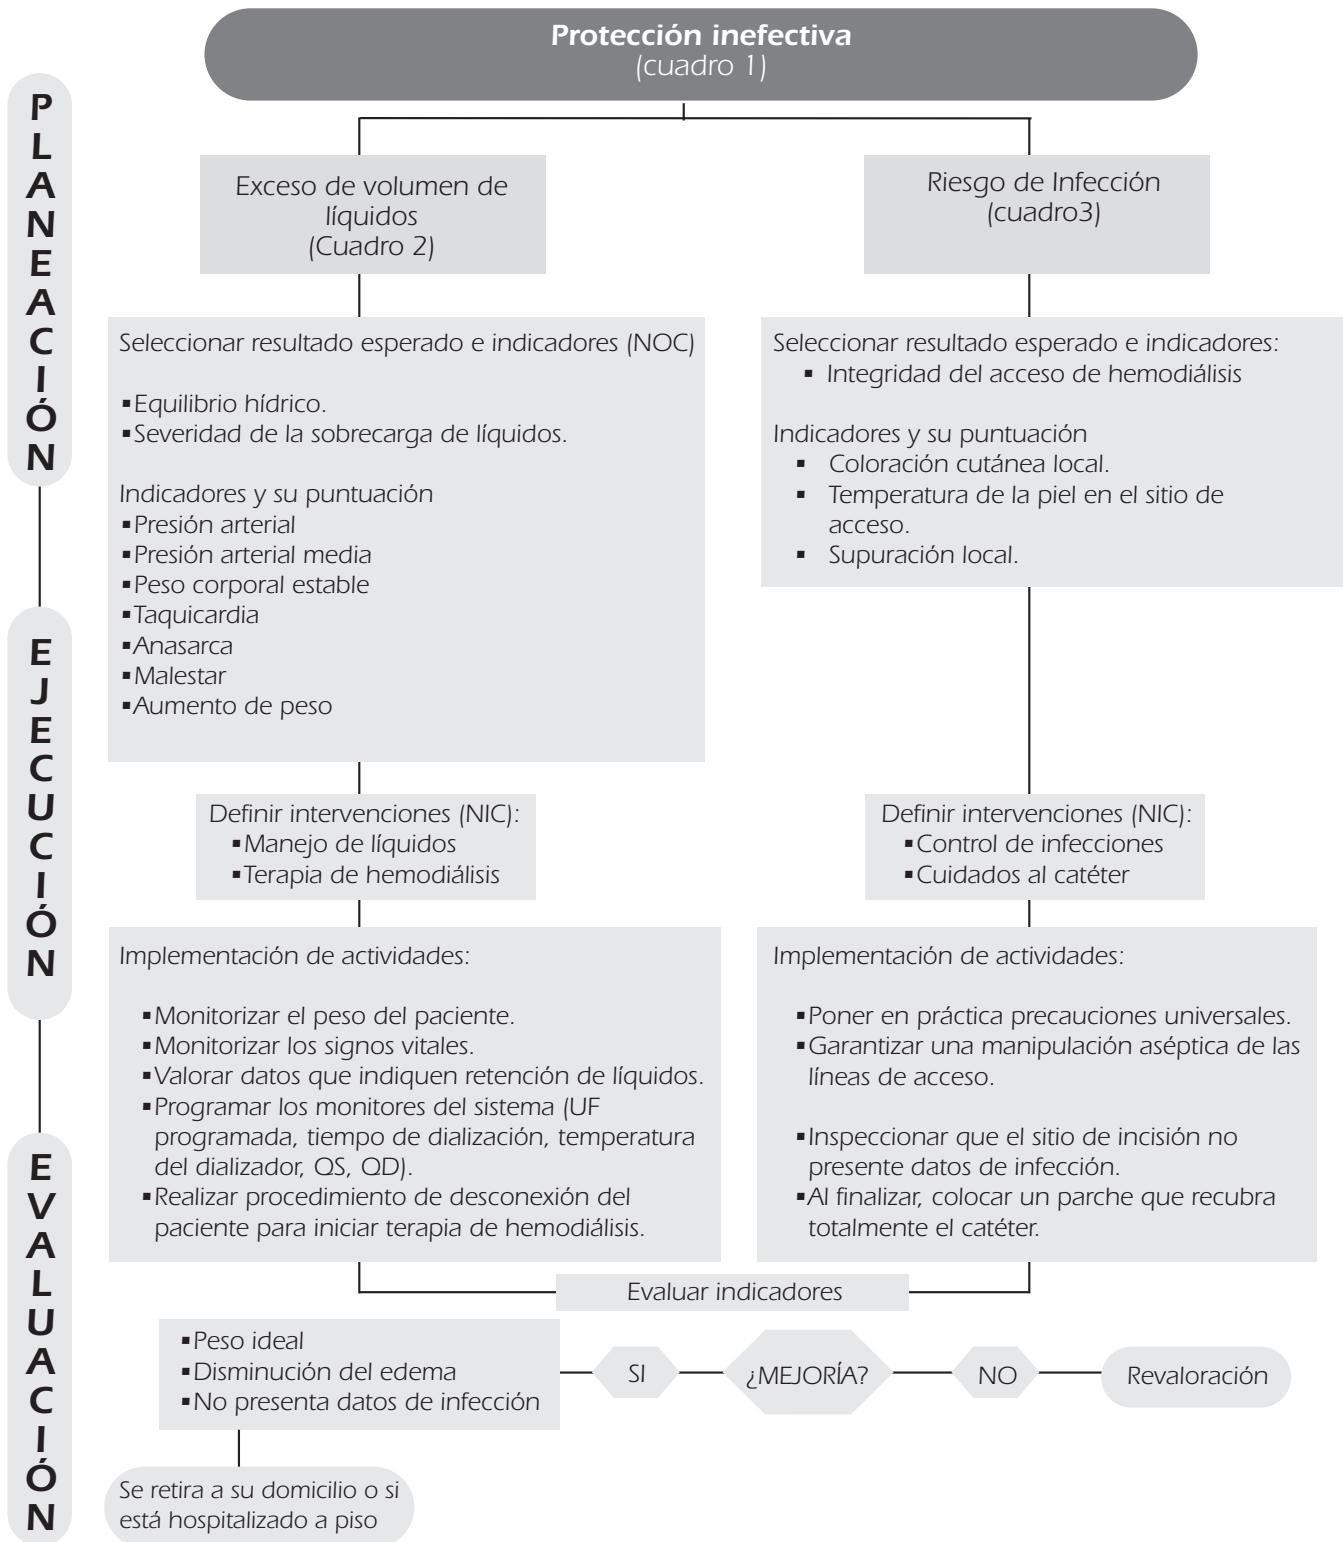 Protección inefectiva
(cuadro 1)
PLANEACIÓN
Exceso de volumen de
líquidos
(Cuadro 2)
Riesgo de Infección
(cuadro3)
Seleccionar resultado esperado e indicadores (NOC)
▪Equilibrio hídrico.
▪Severidad de la sobrecarga de líquidos.
Indicadores y su puntuación
▪Presión arterial
▪Presión arterial media
▪Peso corporal estable
▪Taquicardia
▪Anasarca
▪Malestar
▪Aumento de peso
Seleccionar resultado esperado e indicadores:
▪ Integridad del acceso de hemodiálisis
Indicadores y su puntuación
▪ Coloración cutánea local.
▪ Temperatura de la piel en el sitio de
acceso.
▪ Supuración local.
EJECUCIÓN
Definir intervenciones (NIC):
▪Manejo de líquidos
▪Terapia de hemodiálisis
Definir intervenciones (NIC):
▪Control de infecciones
▪Cuidados al catéter
Implementación de actividades:
▪Monitorizar el peso del paciente.
▪Monitorizar los signos vitales.
▪Valorar datos que indiquen retención de líquidos.
▪Programar los monitores del sistema (UF
programada, tiempo de dialización, temperatura
del dializador, QS, QD).
▪Realizar procedimiento de desconexión del
paciente para iniciar terapia de hemodiálisis.
Implementación de actividades:
▪Poner en práctica precauciones universales.
▪Garantizar una manipulación aséptica de las
líneas de acceso.
▪Inspeccionar que el sitio de incisión no
presente datos de infección.
▪Al finalizar, colocar un parche que recubra
totalmente el catéter.
EVALUACIÓN
Evaluar indicadores
▪Peso ideal
▪Disminución del edema
▪No presenta datos de infección
SI
¿MEJORÍA?
NO
Revaloración
Se retira a su domicilio o si
está hospitalizado a piso